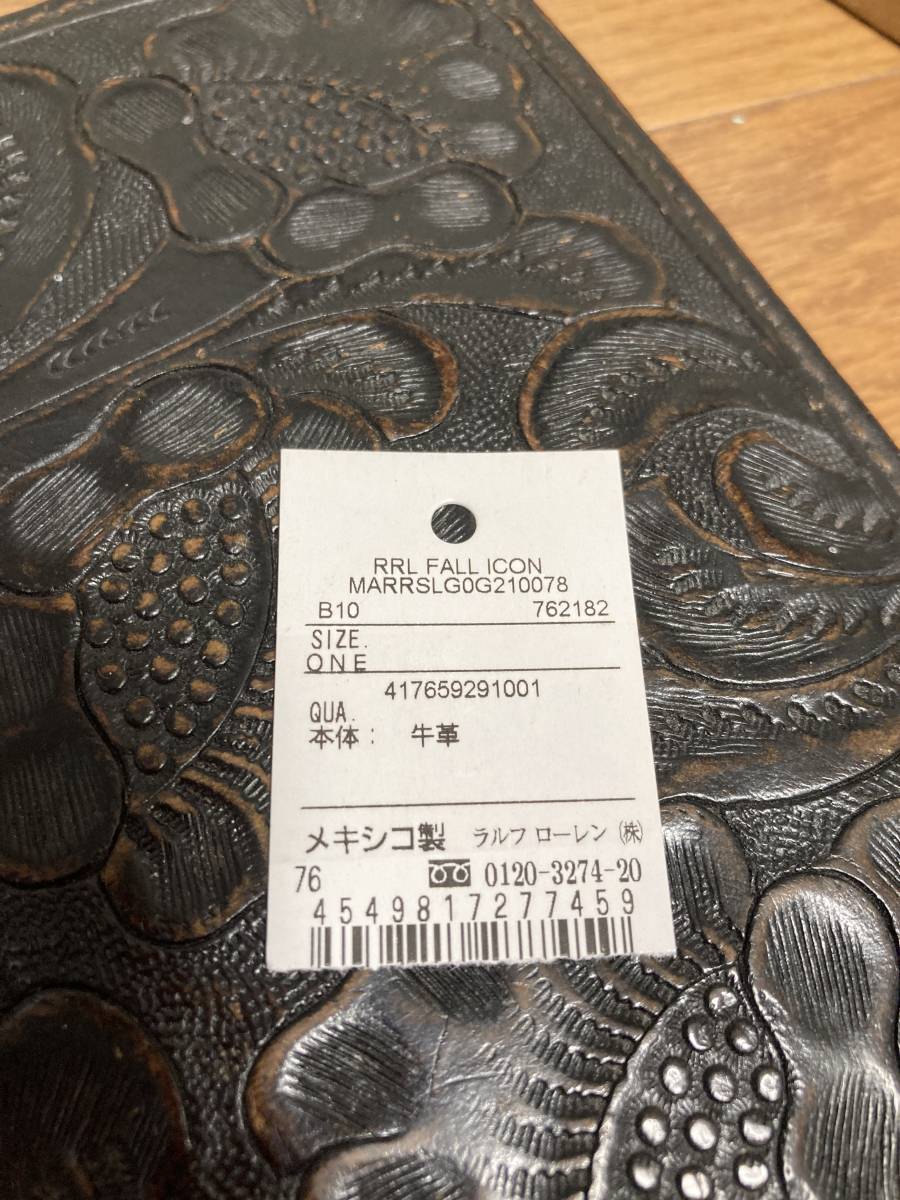 RRL FALL ICON
MARRSLG0G210078
B10 762182
SIZE.
ONE
417659291001
QUA.
本体: 牛革
メキシコ製 ラルフ ローレン ㈱
76 0120-3274-20
4549817277459